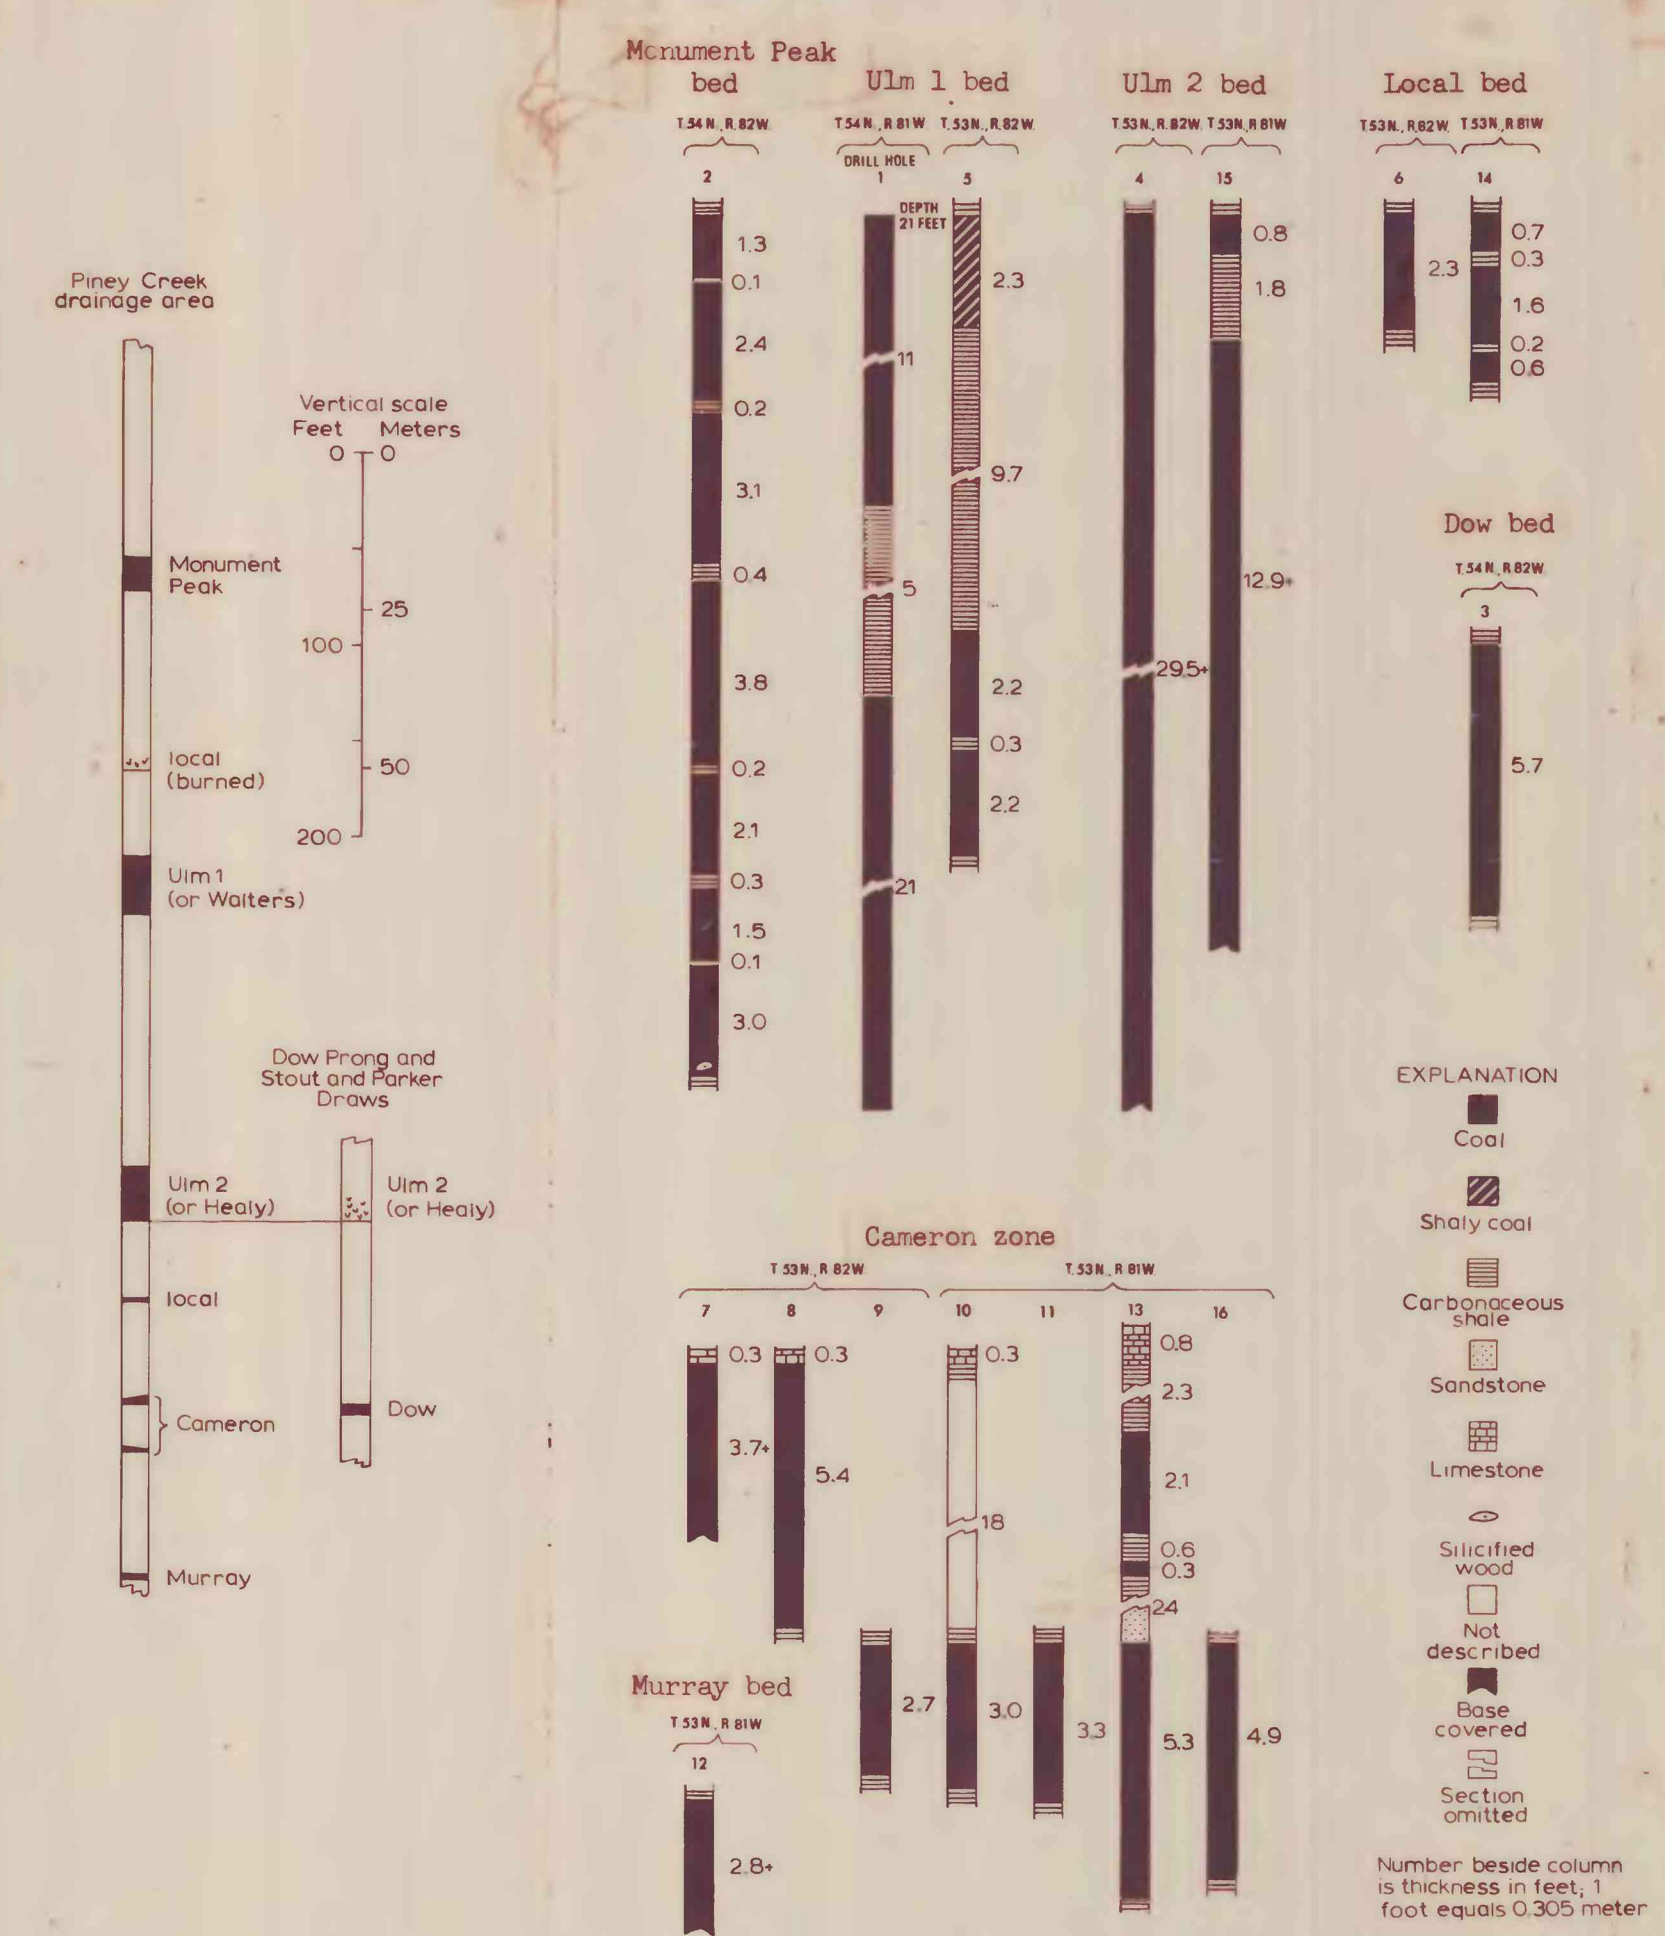 Monument Peak
bed
T.54N.,R.82W.
2
1.3
0.1
2.4
0.2
3.1
0.4
3.8
0.2
2.1
0.3
1.5
0.1
3.0
Ulm 1 bed
T.54N.,R81W
DRILL HOLE
1
DEPTH
21 FEET
11
5
21
T.53N.,R.82W.
5
2.3
9.7
2.2
0.3
2.2
Ulm 2 bed
T.53N.,R.82W.
4
29.5+
T.53N.,R81W
15
0.8
1.8
12.9+
Local bed
T.53N.,R.82W.
6
2.3
T.53N.,R81W
14
0.7
0.3
1.6
0.2
0.6
Dow bed
T.54N.,R.82W.
3
5.7
Piney Creek
drainage area
Monument
Peak
local
(burned)
Ulm 1
(or Walters)
Ulm 2
(or Healy)
local
Cameron
Murray
Vertical scale
Feet Meters
0 0
25
100
50
200
Dow Prong and
Stout and Parker
Draws
Ulm 2
(or Healy)
Dow
Cameron zone
T.53N.,R.82W.
7
0.3
3.7+
8
0.3
5.4
9
2.7
T.53N.,R.81W.
10
0.3
18
3.0
11
3.3
13
0.8
2.3
2.1
0.6
0.3
24
5.3
16
4.9
Murray bed
T.53N.,R.81W
12
2.8+
EXPLANATION
Coal
Shaly coal
Carbonaceous
shale
Sandstone
Limestone
Silicified
wood
Not
described
Base
covered
Section
omitted
Number beside column
is thickness in feet; 1
foot equals 0.305 meter